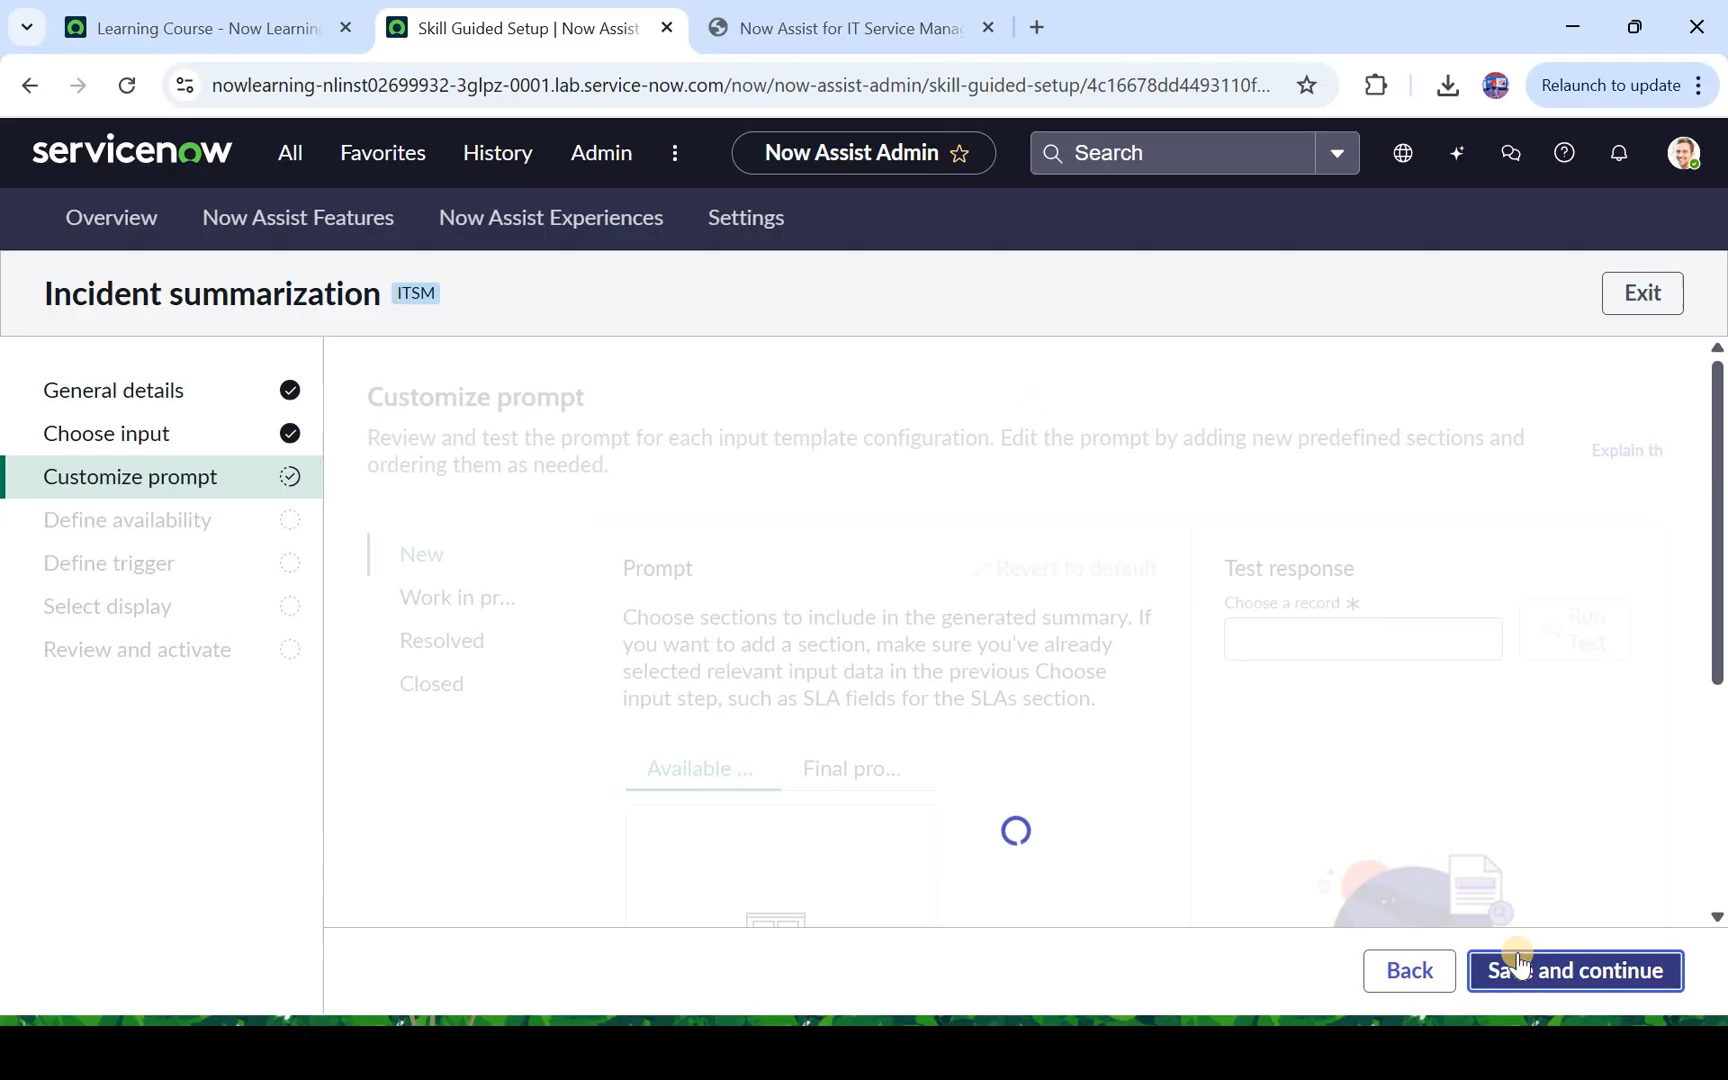 Learning Course - Now Learnin
Skill Guided Setup | Now Assist
Now Assist for IT Service Mana
nowlearning-nlinst02699932-3glpz-0001.lab.service-now.com/now/now-assist-admin/skill-guided-setup/4c16678dd4493110f...
Relaunch to update
servicenow
All
Favorites
History
Admin
Now Assist Admin
Search
Overview
Now Assist Features
Now Assist Experiences
Settings
Incident summarization ITSM
Exit
General details
Choose input
Customize prompt
Define availability
Define trigger
Select display
Review and activate
Customize prompt
Review and test the prompt for each input template configuration. Edit the prompt by adding new predefined sections and
ordering them as needed.
Explain th
New
Work in pr...
Resolved
Closed
Prompt
Revert to default
Choose sections to include in the generated summary. If
you want to add a section, make sure you've already
selected relevant input data in the previous Choose
input step, such as SLA fields for the SLAs section.
Available ...
Final pro...
Test response
Choose a record *
Run
Test
Back
Save and continue